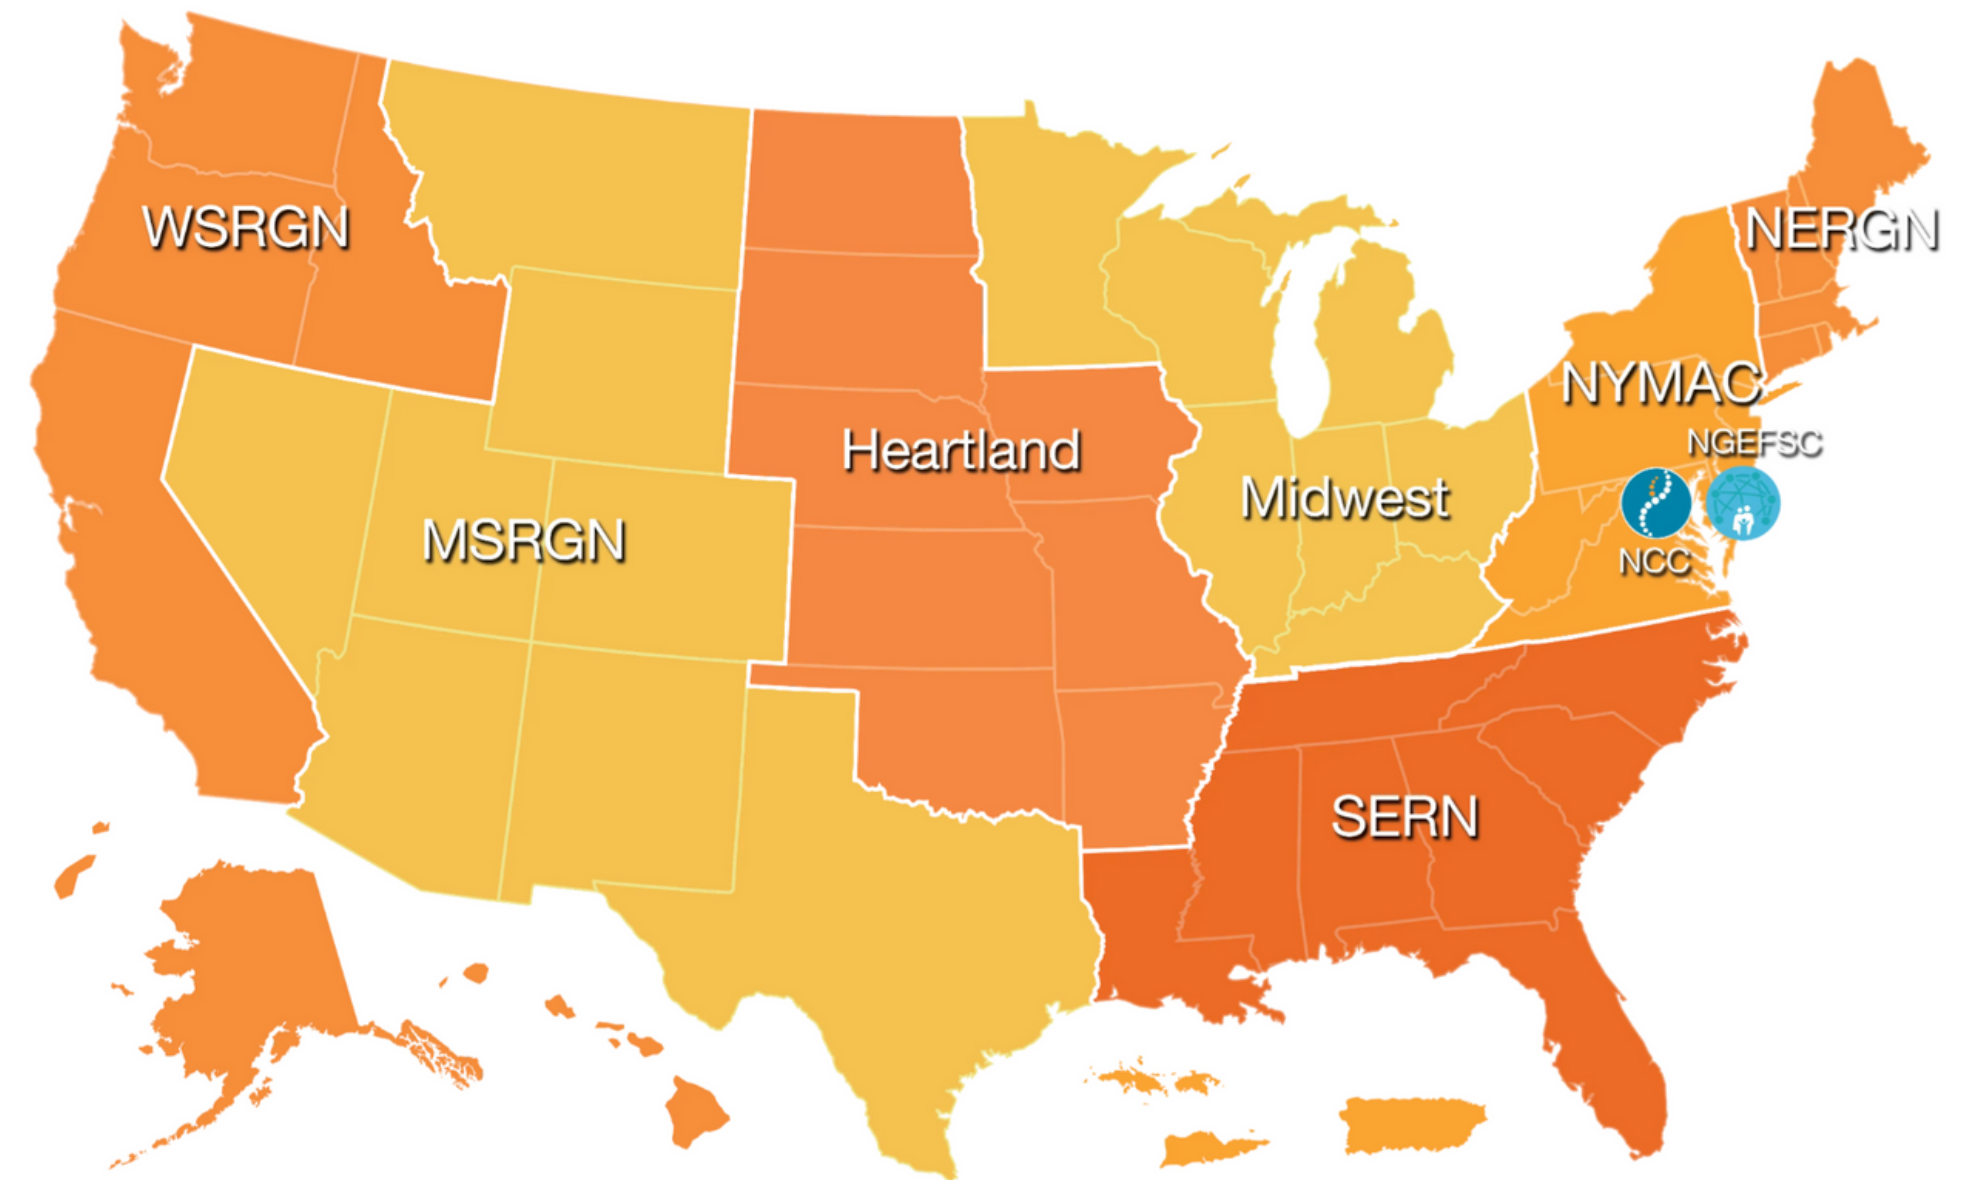 WSRGN
NERGN
NYMAC
NGEFSC
Heartland
Midwest
MSRGN
NCC
SERN